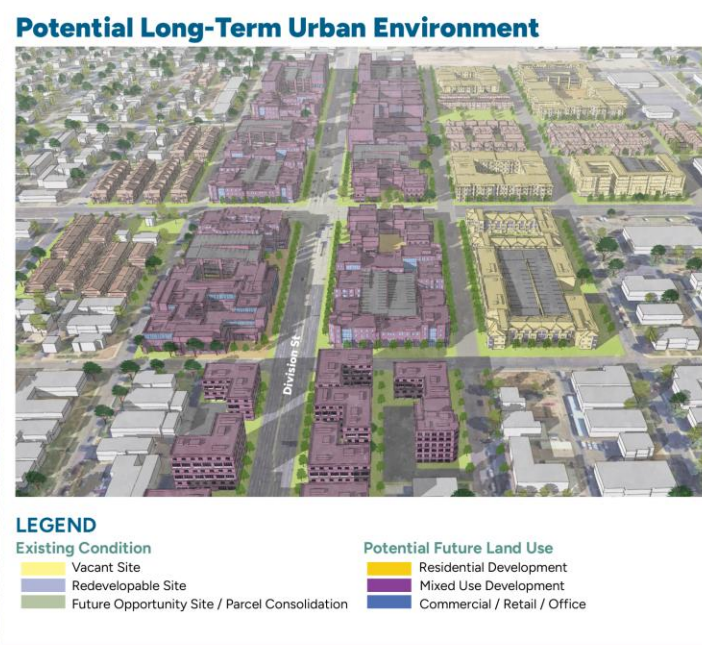 Potential Long-Term Urban Environment
Division St
LEGEND
Existing Condition
Vacant Site
Redevelopable Site
Future Opportunity Site / Parcel Consolidation
Potential Future Land Use
Residential Development
Mixed Use Development
Commercial / Retail / Office